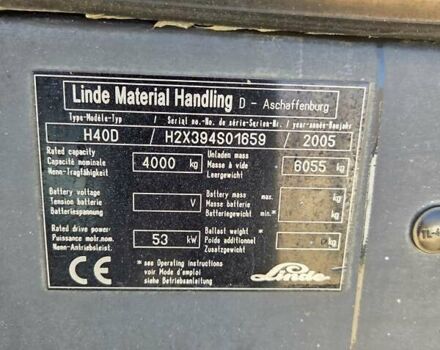 Linde Material Handling D - Aschaffenburg
Type-Modèle-Typ / Serial no.-No. de série-Serien-Nr. / year-année-Baujahr
H40D / H2X394S01659 / 2005
Rated capacity
Capacité nominale 4000 kg
Nenn-Tragfähigkeit
Unladen mass
Masse à vide 6055 kg
Leergewicht
Battery voltage
Tension batterie V
Batteriespannung
Battery mass max. kg
Masse batterie
Batteriegewicht min.* kg
Rated drive power
Puissance motr.nom. 53 kW
Nenn-Antriebsleist.
Ballast weight *
Poids additionnel kg
Zusatzgewicht
CE
* see Operating instructions
voir Mode d'emploi
siehe Betriebsanleitung
Linde